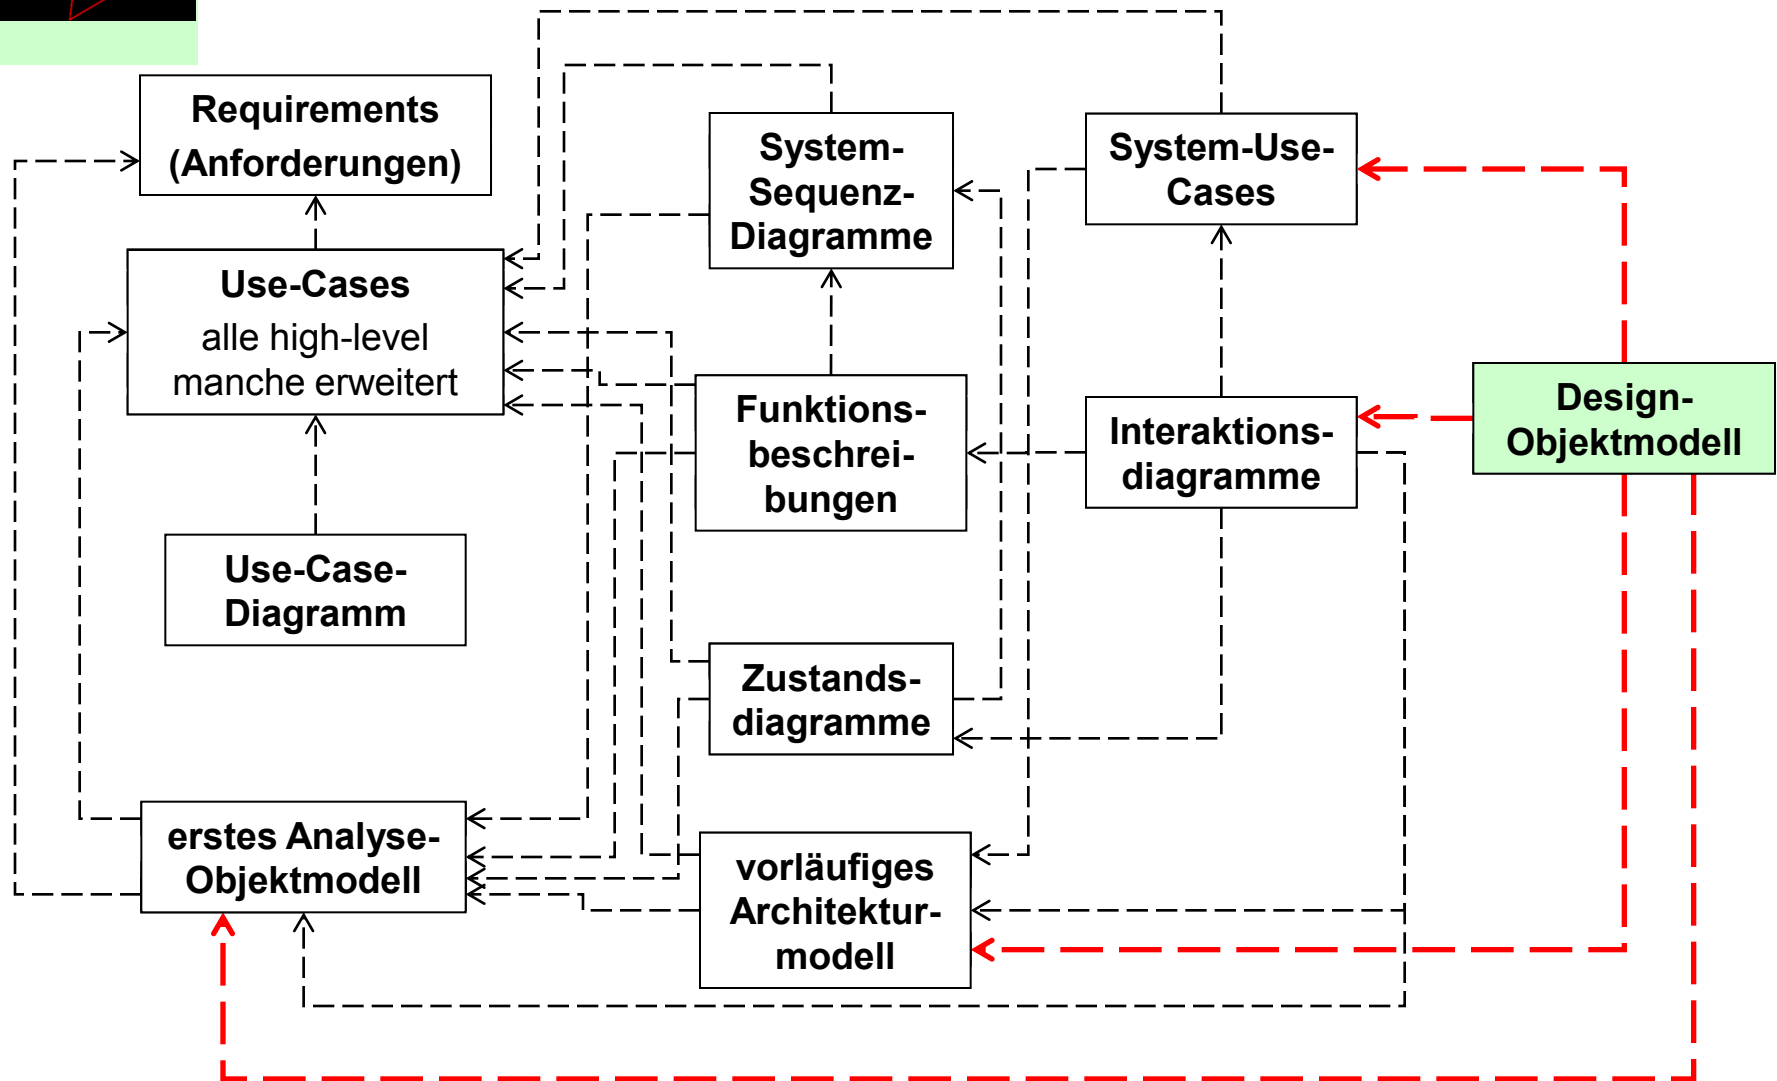 Requirements
(Anforderungen)
Use-Cases
alle high-level
manche erweitert
Use-Case-
Diagramm
erstes Analyse-
Objektmodell
System-
Sequenz-
Diagramme
Funktions-
beschrei-
bungen
Zustands-
diagramme
vorläufiges
Architektur-
modell
System-Use-
Cases
Interaktions-
diagramme
Design-
Objektmodell